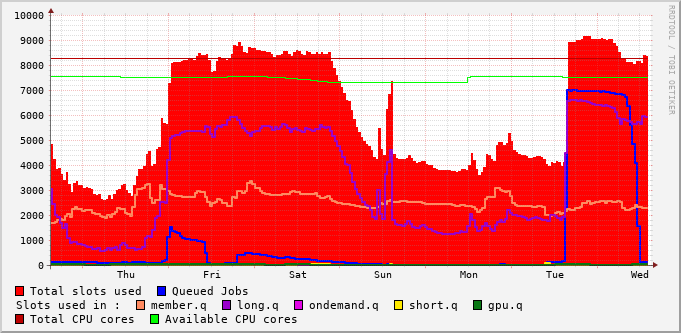 10000
9000
8000
7000
6000
5000
4000
3000
2000
1000
0
Thu Fri Sat Sun Mon Tue Wed
RRDTOOL / TOBI OETIKER
Total slots used Queued Jobs
Slots used in : member.q long.q ondemand.q short.q gpu.q
Total CPU cores Available CPU cores